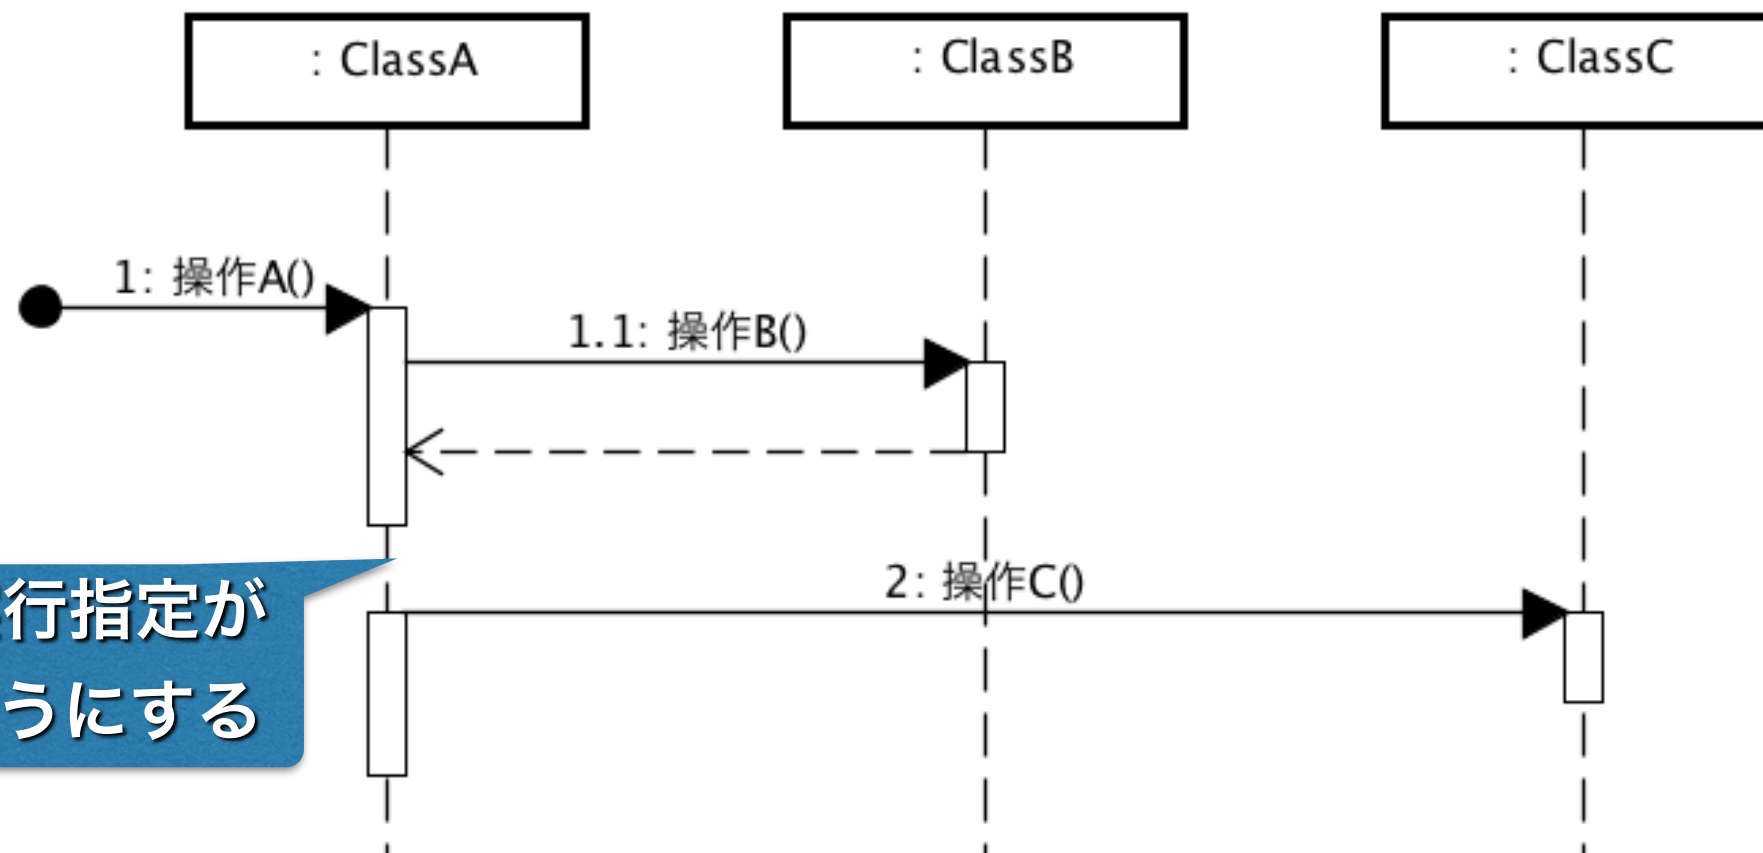 : ClassA
: ClassB
: ClassC
1: 操作A()
1.1: 操作B()
2: 操作C()
行指定が
うにする